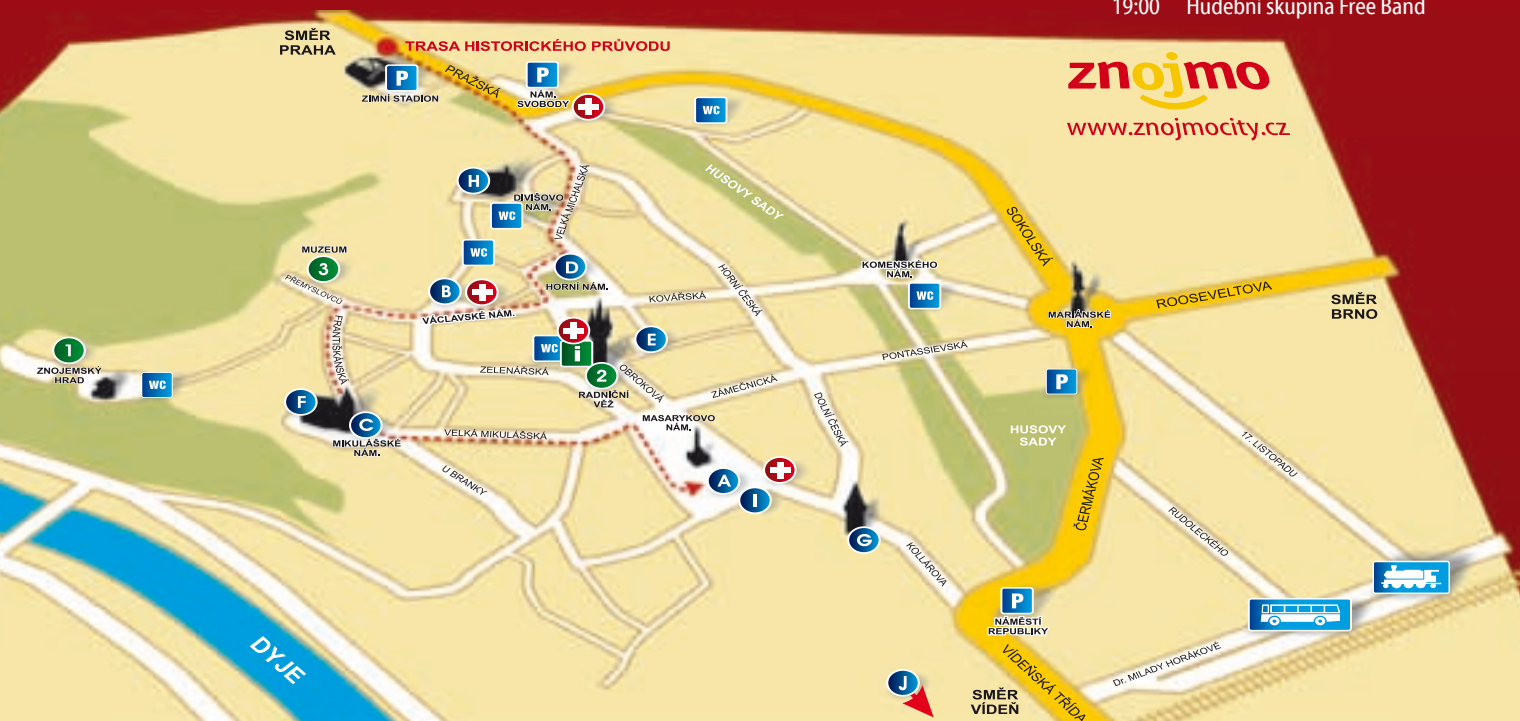 19:00 Hudební skupina Free Band
SMĚR
PRAHA
TRASA HISTORICKÉHO PRŮVODU
P
ZIMNÍ STADION
PRAŽSKÁ
P
NÁM.
SVOBODY
WC
znojmo
www.znojmocity.cz
HUSOVY SADY
H
DIVIŠOVO
NÁM.
WC
VELKÁ MICHALSKÁ
WC
MUZEUM
3
PŘEMYSLOVCŮ
B
VÁCLAVSKÉ NÁM.
D
HORNÍ NÁM.
HORNÍ ČESKÁ
KOVÁŘSKÁ
KOMENSKÉHO
NÁM.
WC
SOKOLSKÁ
MARIÁNSKÉ
NÁM.
ROOSEVELTOVA
SMĚR
BRNO
1
ZNOJEMSKÝ
HRAD
WC
FRANTIŠKÁNSKÁ
WC
i
E
ZELENÁŘSKÁ
2
RADNIČNÍ
VĚŽ
OBROKOVÁ
ZÁMEČNICKÁ
PONTASSIEVSKÁ
P
F
C
MIKULÁŠSKÉ
NÁM.
VELKÁ MIKULÁŠSKÁ
MASARYKOVO
NÁM.
DOLNÍ ČESKÁ
HUSOVY
SADY
U BRANKY
A
I
G
KOLLÁROVA
ČERMÁKOVA
17. LISTOPADU
RUDOLECKÉHO
P
NÁMĚSTÍ
REPUBLIKY
DYJE
J
SMĚR
VÍDEŇ
VÍDEŇSKÁ TŘÍDA
Dr. MILADY HORÁKOVÉ